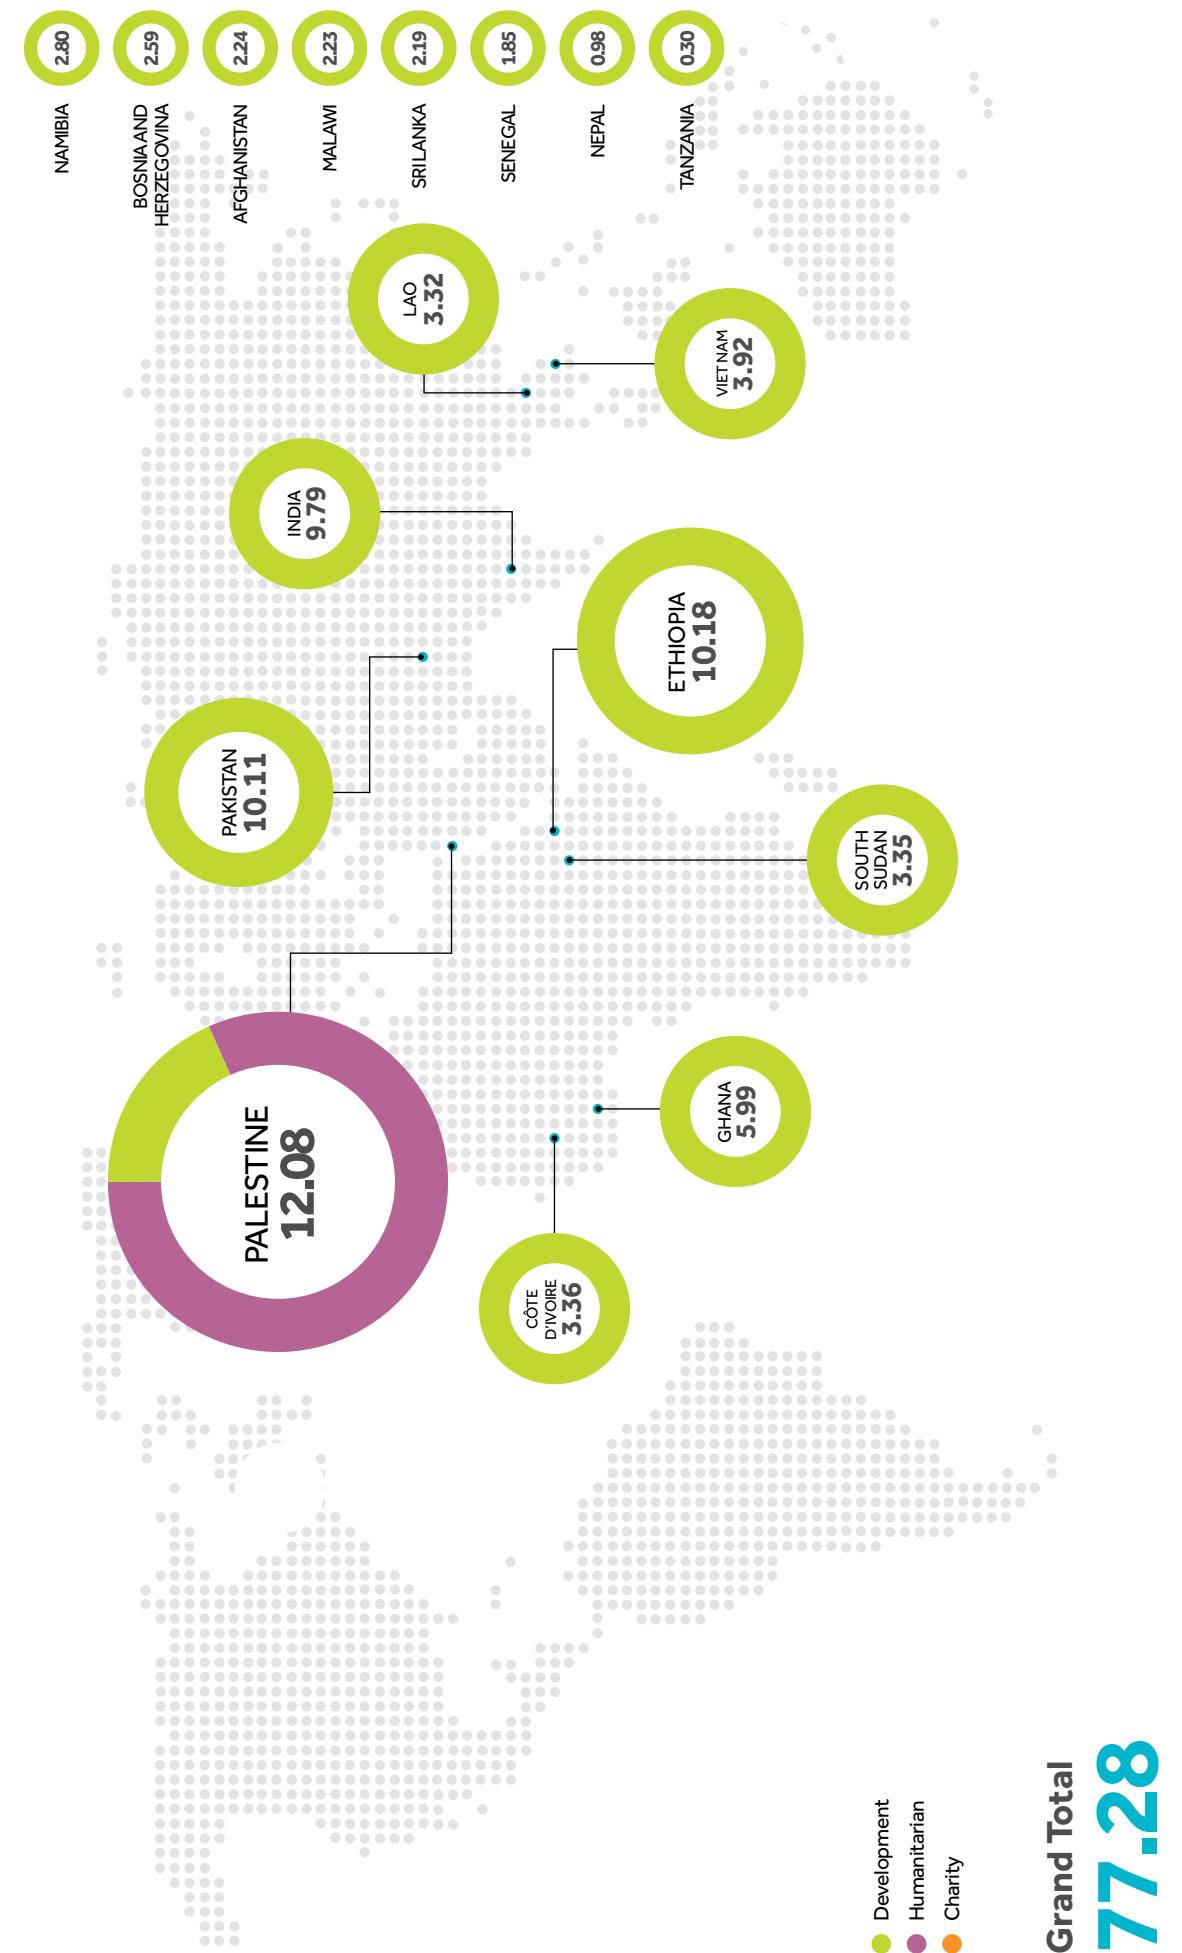 Grand Total
77.28
Development
Humanitarian
Charity
PALESTINE
12.08
PAKISTAN
10.11
INDIA
9.79
LAO
3.32
CÔTE
D'IVOIRE
3.36
GHANA
5.99
SOUTH
SUDAN
3.35
ETHIOPIA
10.18
VIET NAM
3.92
NAMIBIA
2.80
BOSNIA AND
HERZEGOVINA
2.59
AFGHANISTAN
2.24
MALAWI
2.23
SRI LANKA
2.19
SENEGAL
1.85
NEPAL
0.98
TANZANIA
0.30